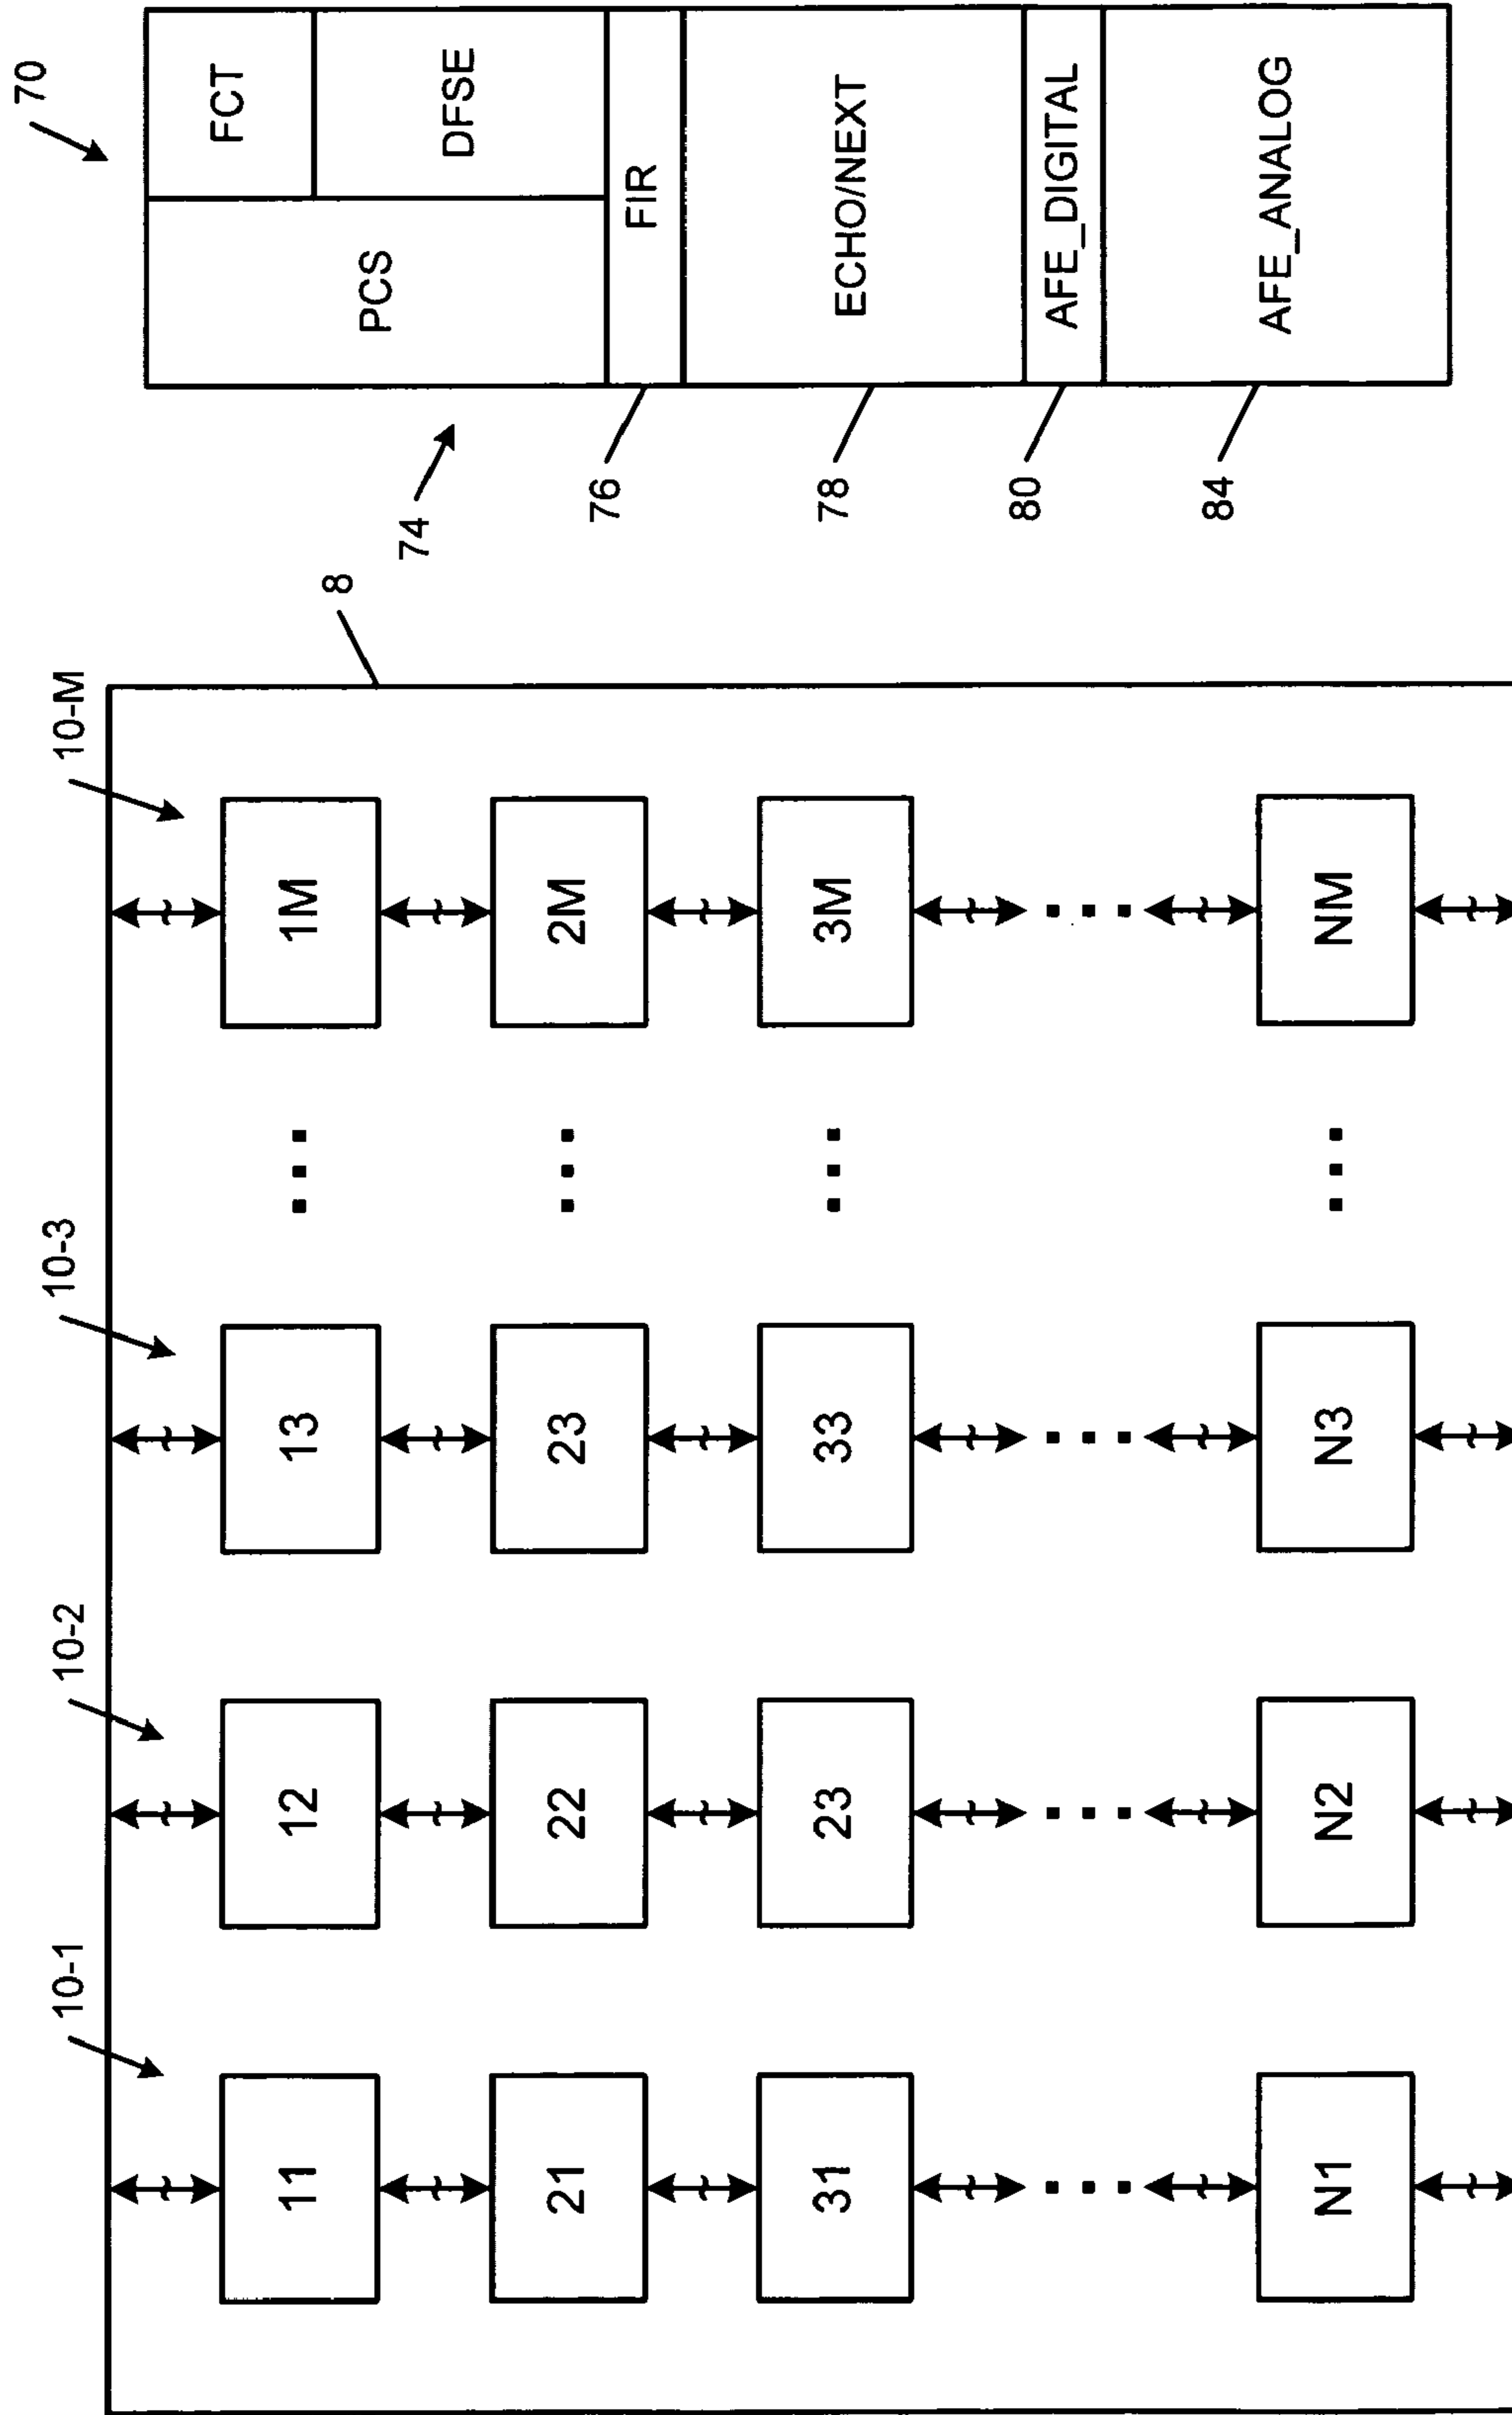 10-1
10-2
10-3
10-M
8
11
12
13
...
1M
21
22
23
...
2M
31
23
33
...
3M
...
...
...
...
N1
N2
N3
...
NM
70
74
PCS
FCT
DFSE
76
FIR
78
ECHO/NEXT
80
AFE_DIGITAL
84
AFE_ANALOG